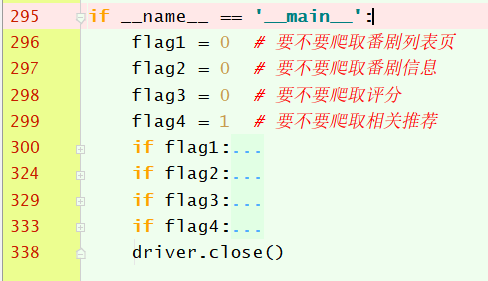 295 if __name__ == '__main__':
296 flag1 = 0 # 要不要爬取番剧列表页
297 flag2 = 0 # 要不要爬取番剧信息
298 flag3 = 0 # 要不要爬取评分
299 flag4 = 1 # 要不要爬取相关推荐
300 if flag1:...
324 if flag2:...
329 if flag3:...
333 if flag4:...
338 driver.close()